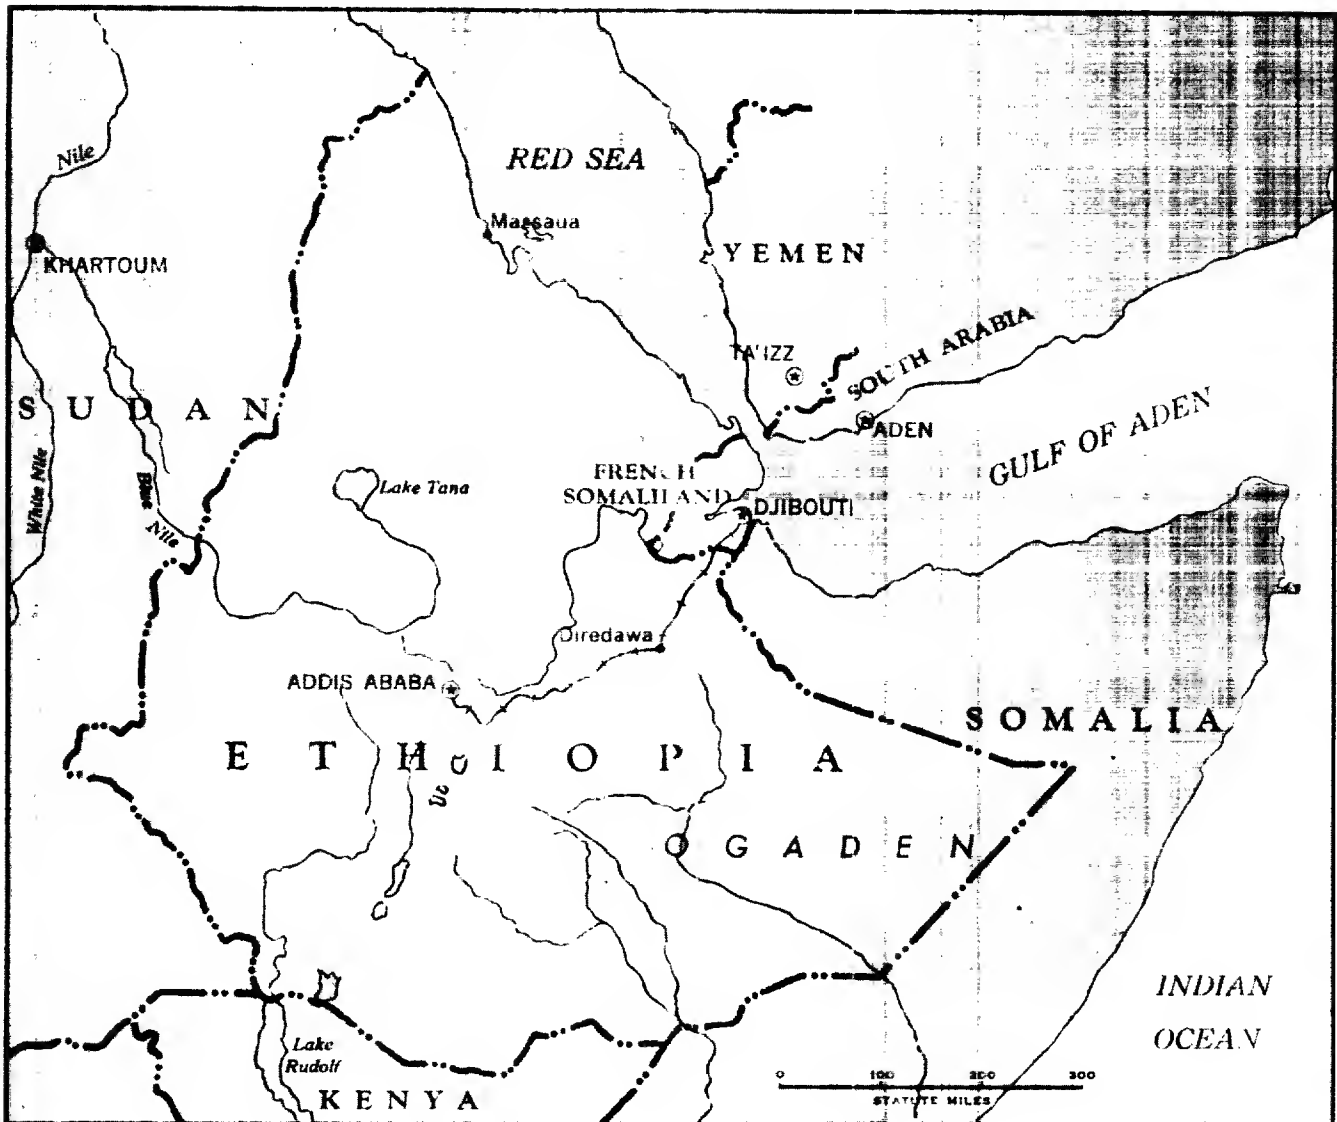 Nile
RED SEA
Massaua
YEMEN
KHARTOUM
TA'IZZ
SOUTH ARABIA
SUDAN
ADEN
GULF OF ADEN
White Nile
Blue
Nile
Lake Tana
FRENCH
SOMALILAND
DJIBOUTI
Diredawa
ADDIS ABABA
SOMALIA
ETHIOPIA
OGADEN
INDIAN
OCEAN
Lake
Rudolf
KENYA
0 100 200 300
STATUTE MILES